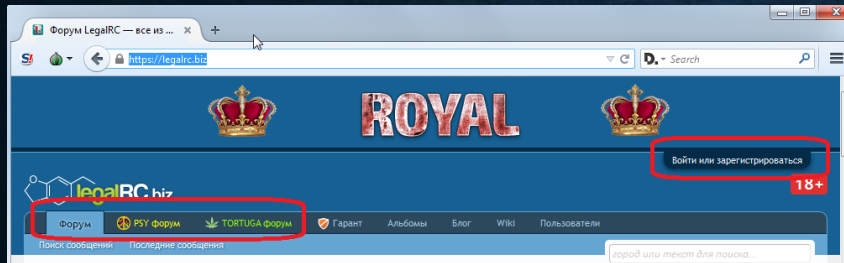 Форум LegalRC — все из ... × +
S! https://legalrc.biz D. Search
ROYAL
Войти или зарегистрироваться
legalRC.biz
18+
Форум PSY форум TORTUGA форум Гарант Альбомы Блог Wiki Пользователи
Поиск сообщений Последние сообщения
город или текст для поиска...